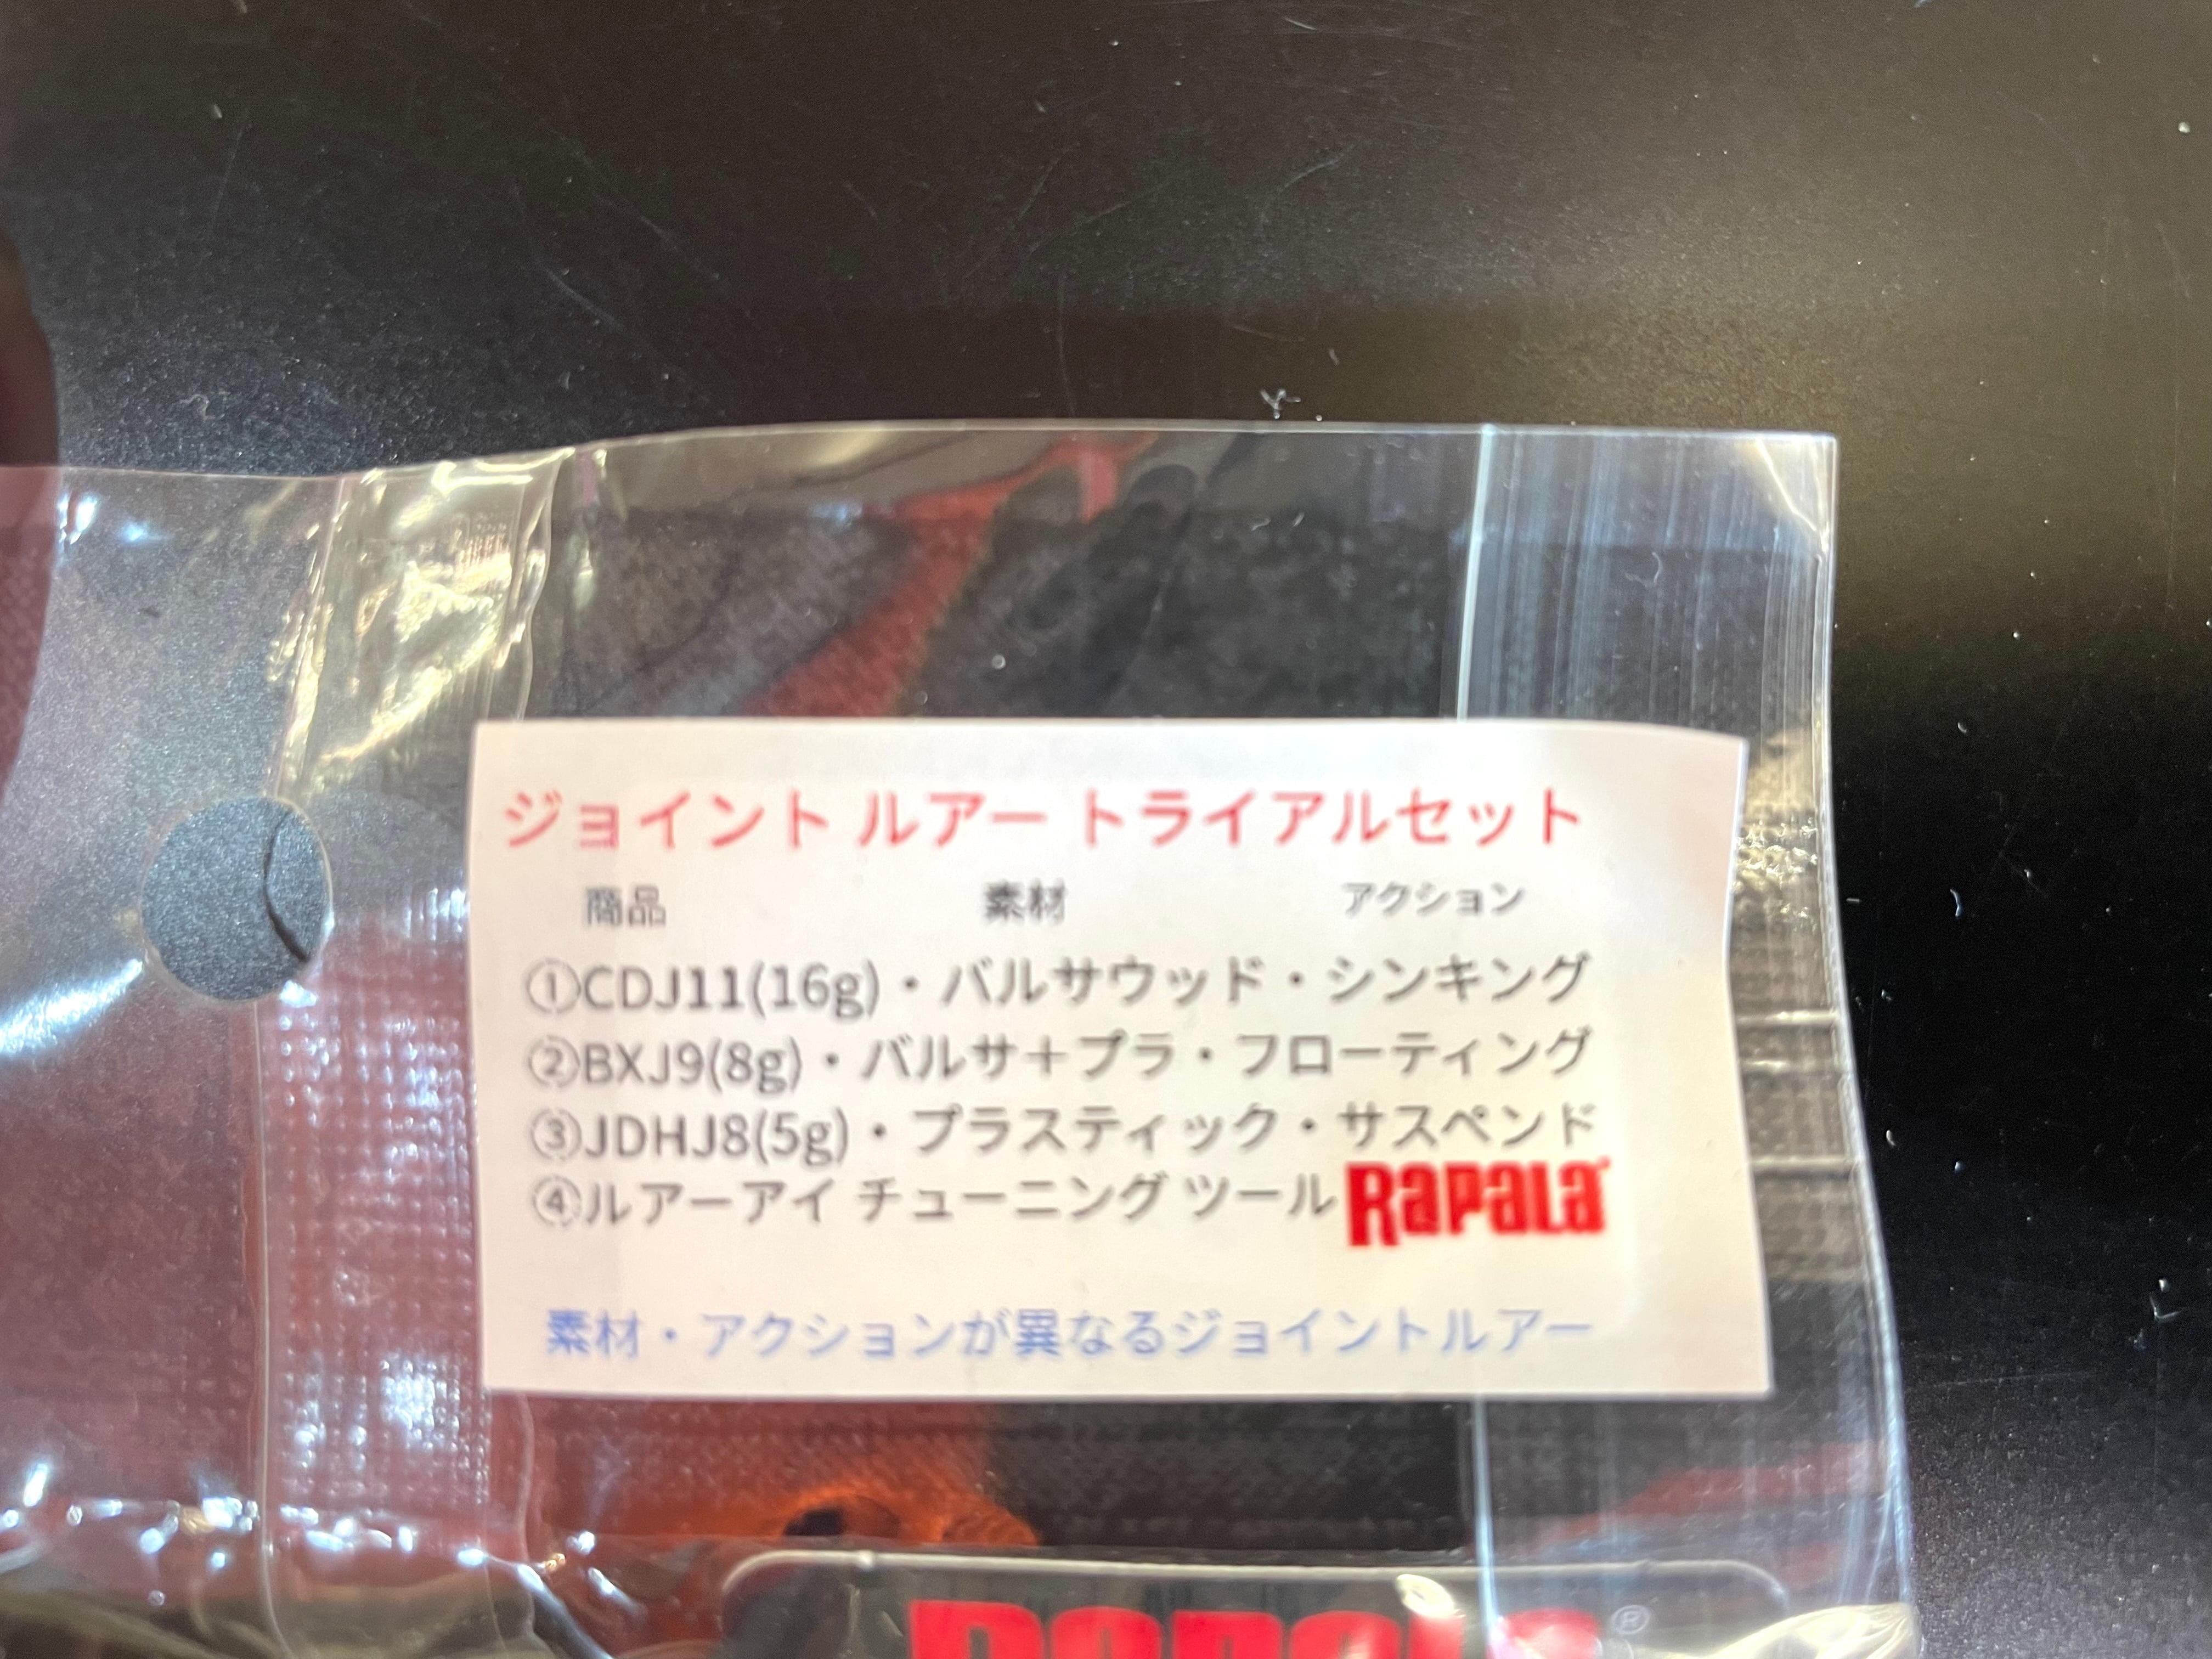 ジョイント ルアー トライアルセット
商品 素材 アクション
①CDJ11(16g)・バルサウッド・シンキング
②BXJ9(8g)・バルサ＋プラ・フローティング
③JDHJ8(5g)・プラスティック・サスペンド
④ルアーアイ チューニング ツール Rapala
素材・アクションが異なるジョイントルアー
Rapala®